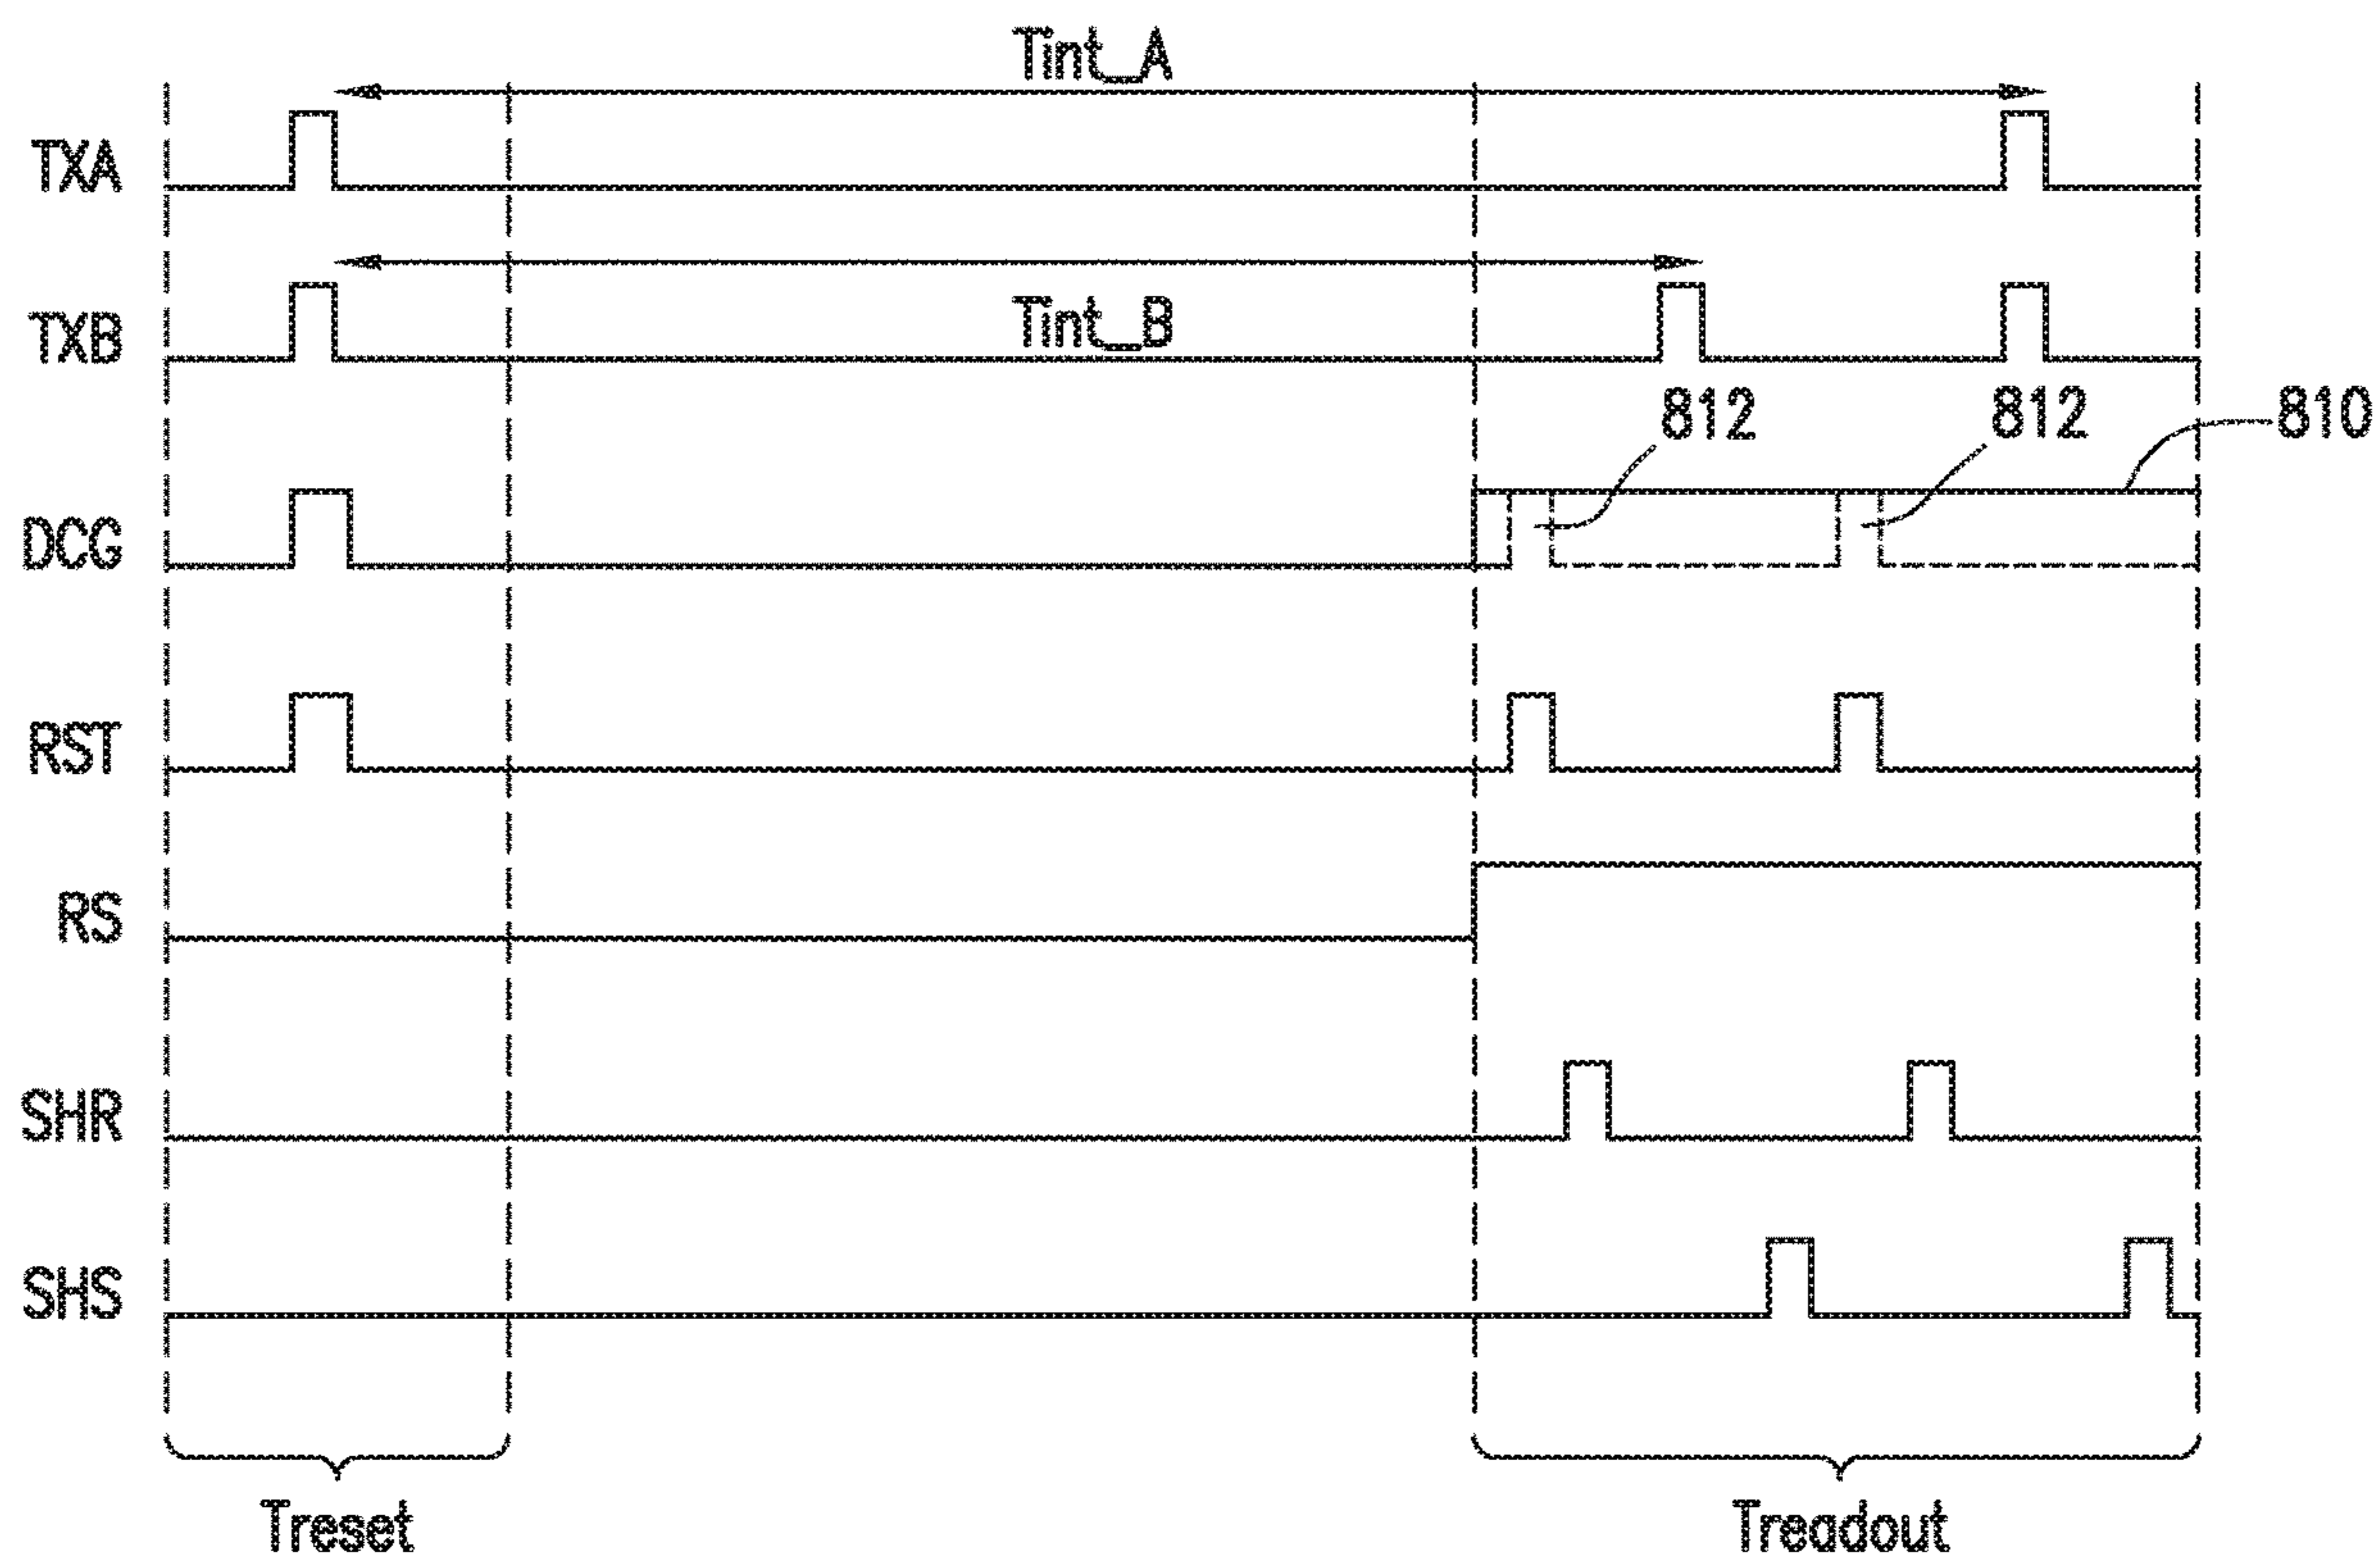 Tint_A
TXA
TXB
Tint_B
812
812
810
DCG
RST
RS
SHR
SHS
Treset
Treadout